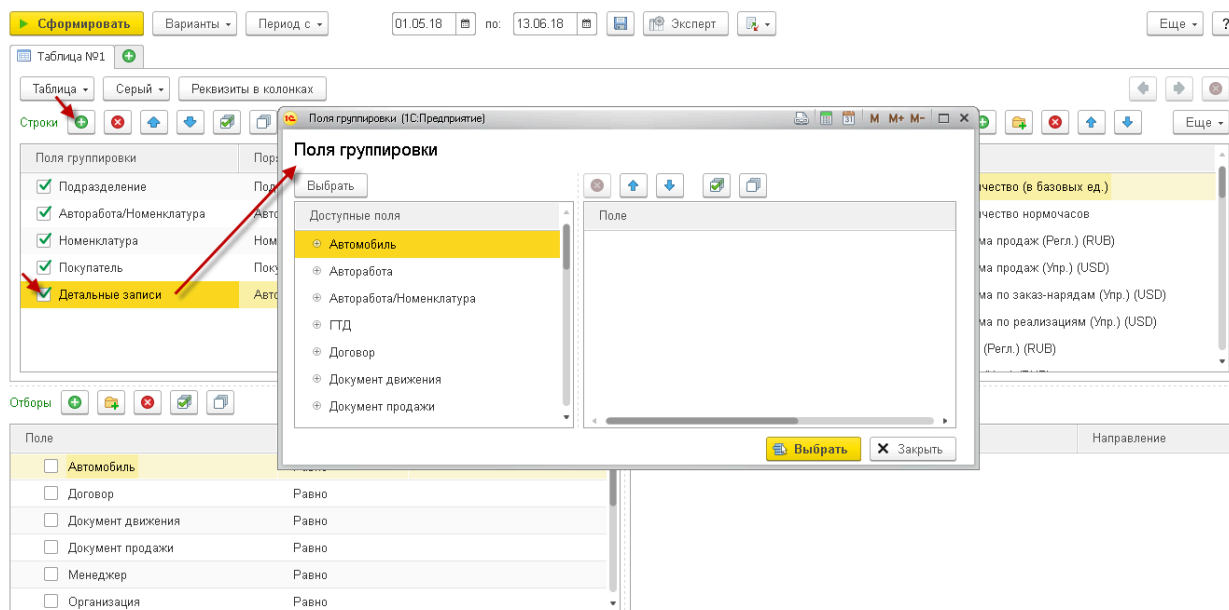 Сформировать Варианты Период с 01.05.18 по: 13.06.18 Эксперт Еще ?
Таблица №1
Таблица Серый Реквизиты в колонках
Строки Еще
Поля группировки (1С:Предприятие) M M+ M-
Поля группировки
Выбрать
Доступные поля Поле
Автомобиль
Авторабота
Авторабота/Номенклатура
ГТД
Договор
Документ движения
Документ продажи
Выбрать Закрыть
Поля группировки
Подразделение
Авторабота/Номенклатура
Номенклатура
Покупатель
Детальные записи
чество (в базовых ед.)
чество нормочасов
ма продаж (Регл.) (RUB)
ма продаж (Упр.) (USD)
ма по заказ-нарядам (Упр.) (USD)
ма по реализациям (Упр.) (USD)
(Регл.) (RUB)
Отборы
Поле Направление
Автомобиль
Договор Равно
Документ движения Равно
Документ продажи Равно
Менеджер Равно
Организация Равно